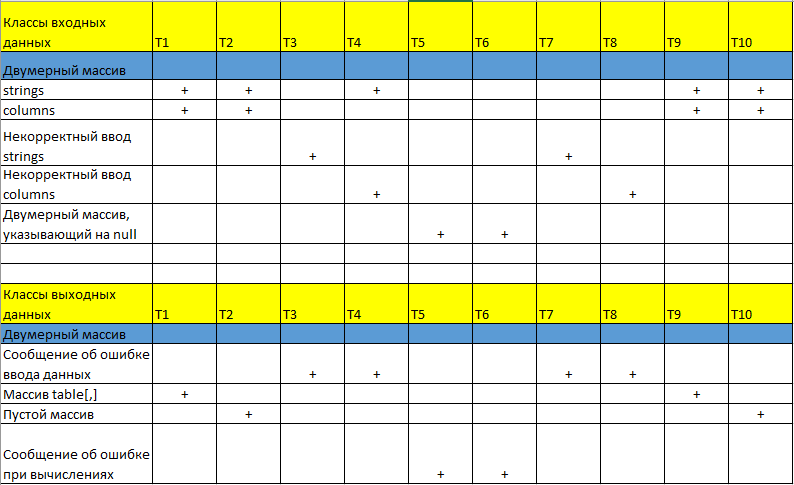 Классы входных
данных T1 T2 T3 T4 T5 T6 T7 T8 T9 T10
Двумерный массив
strings + + + + +
columns + + + +
Некорректный ввод
strings + +
Некорректный ввод
columns + +
Двумерный массив,
указывающий на null + +
Классы выходных
данных T1 T2 T3 T4 T5 T6 T7 T8 T9 T10
Двумерный массив
Сообщение об ошибке
ввода данных + + + +
Массив table[,] + +
Пустой массив + +
Сообщение об ошибке
при вычислениях + +